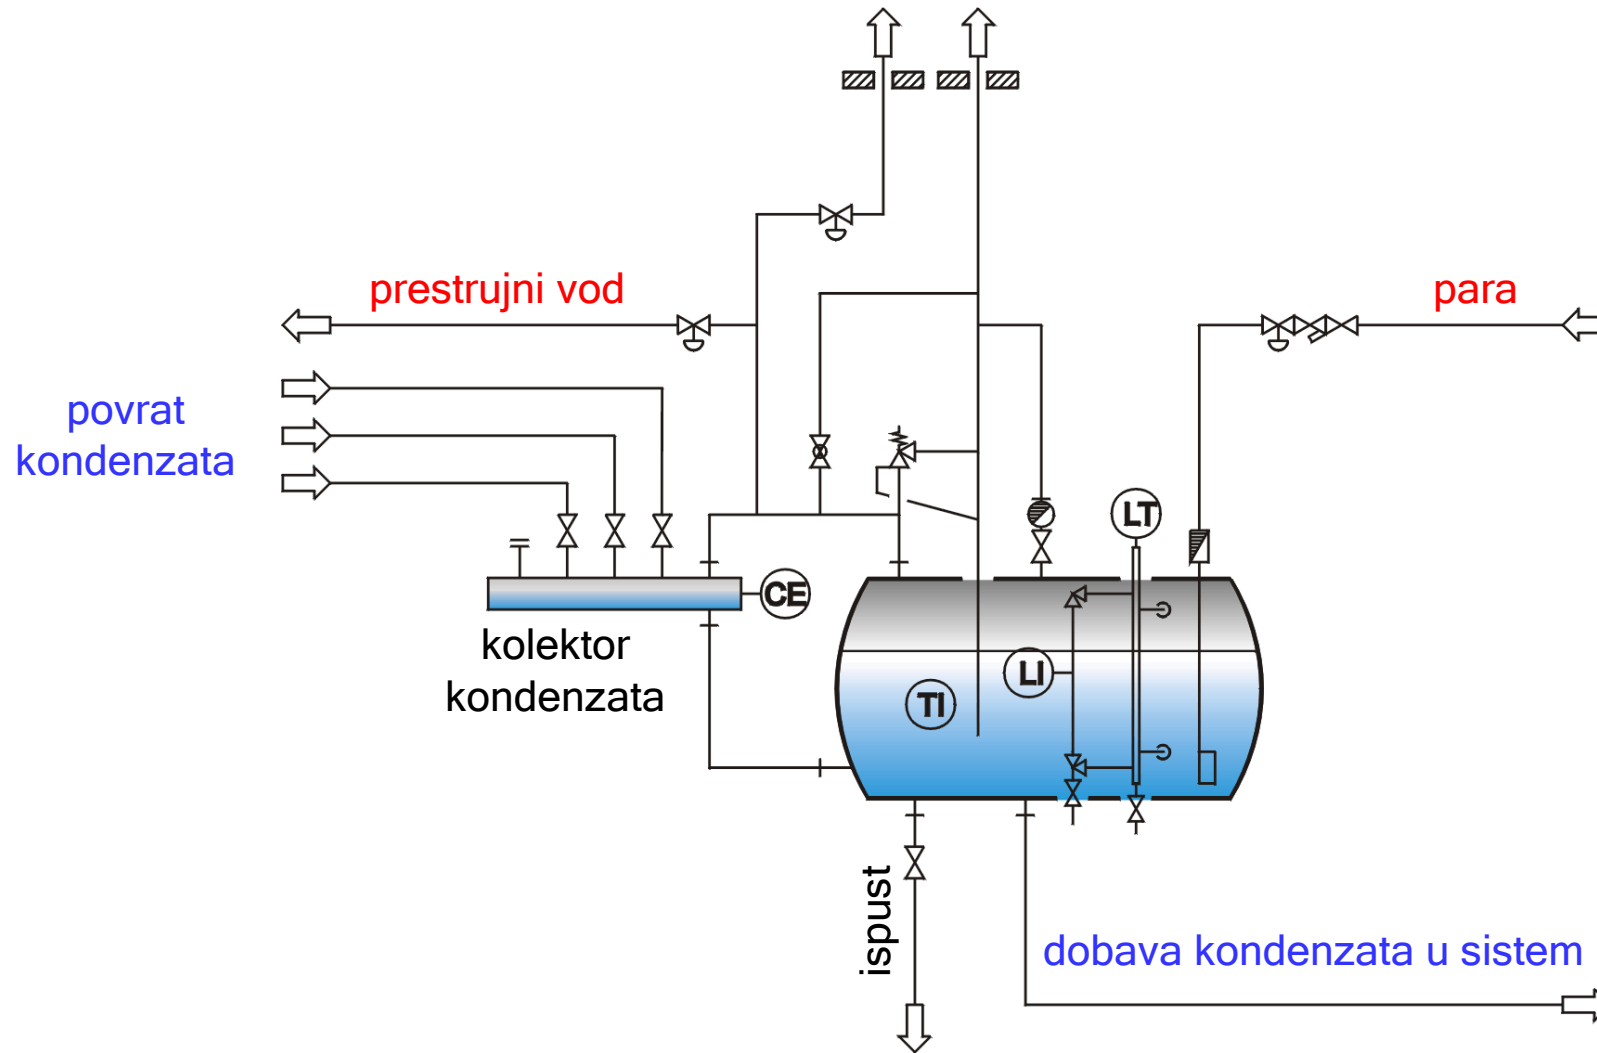 prestrujni vod
para
povrat
kondenzata
LT
CE
kolektor
kondenzata
LI
TI
ispust
dobava kondenzata u sistem